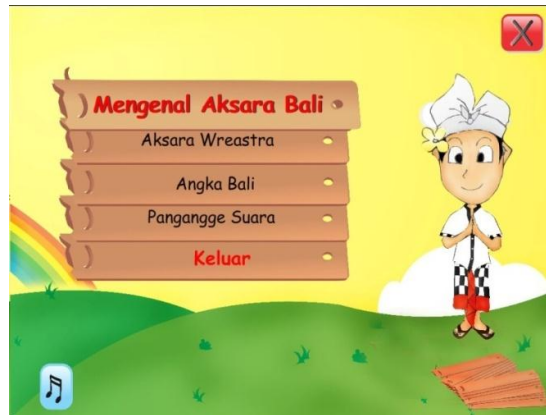 Mengenal Aksara Bali
Aksara Wreastra
Angka Bali
Pangangge Suara
Keluar